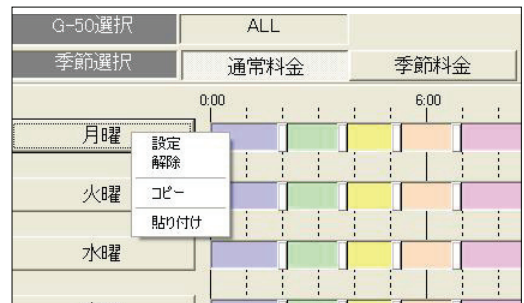 G-50選択 ALL
季節選択 通常料金 季節料金
0:00 6:00
月曜
設定
解除
コピー
貼り付け
火曜
水曜